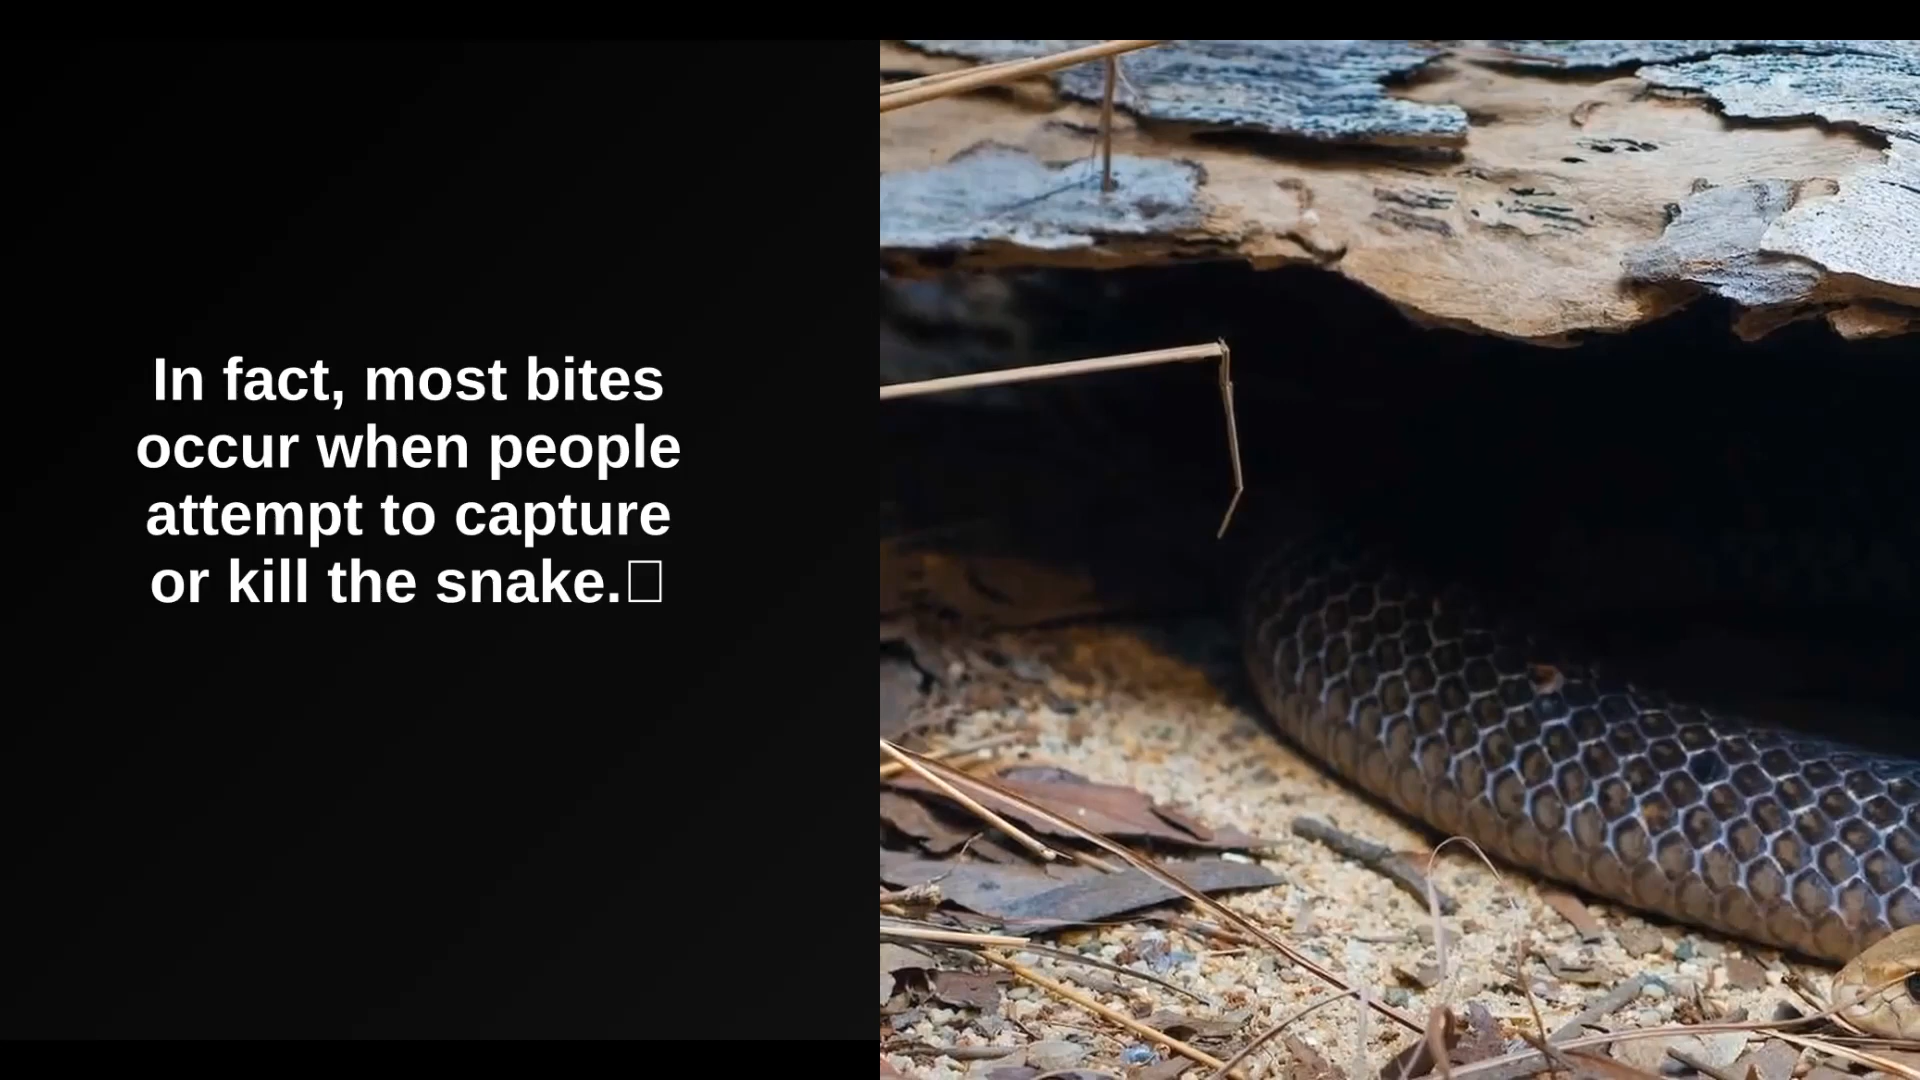 In fact, most bites
occur when people
attempt to capture
or kill the snake.